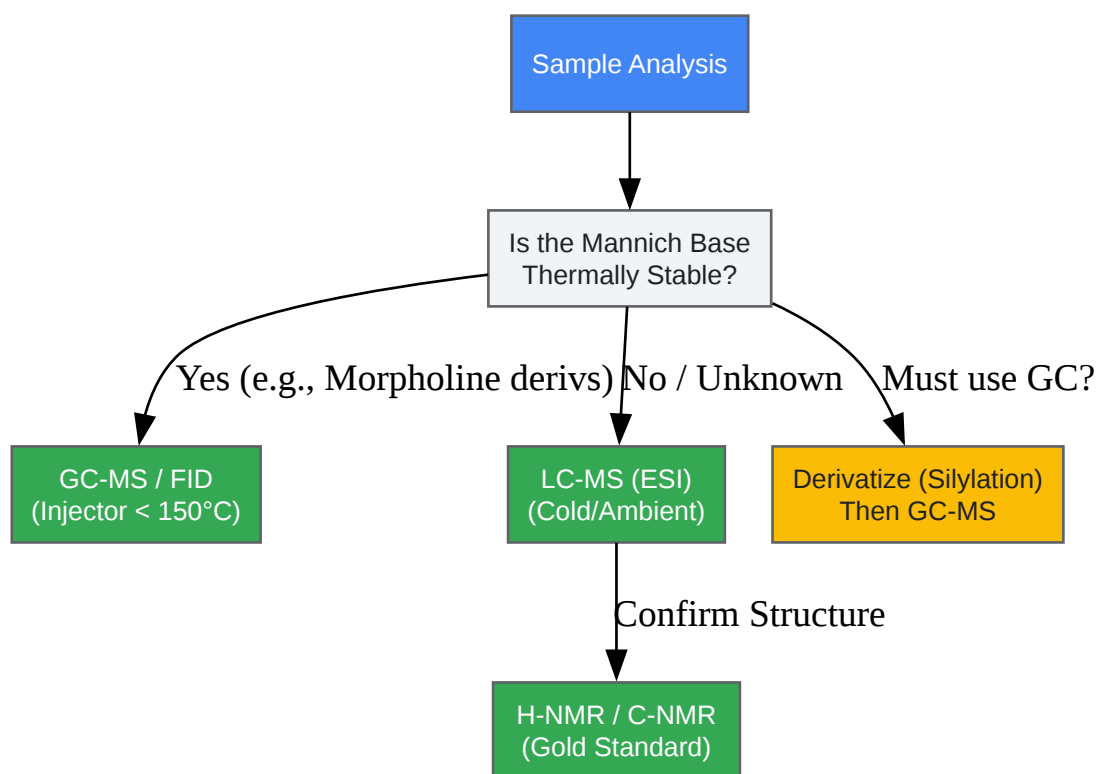 Sample Analysis
Is the Mannich Base
Thermally Stable?
Yes (e.g., Morpholine derivs)
No / Unknown
Must use GC?
GC-MS / FID
(Injector < 150°C)
LC-MS (ESI)
(Cold/Ambient)
Derivatize (Silylation)
Then GC-MS
Confirm Structure
H-NMR / C-NMR
(Gold Standard)